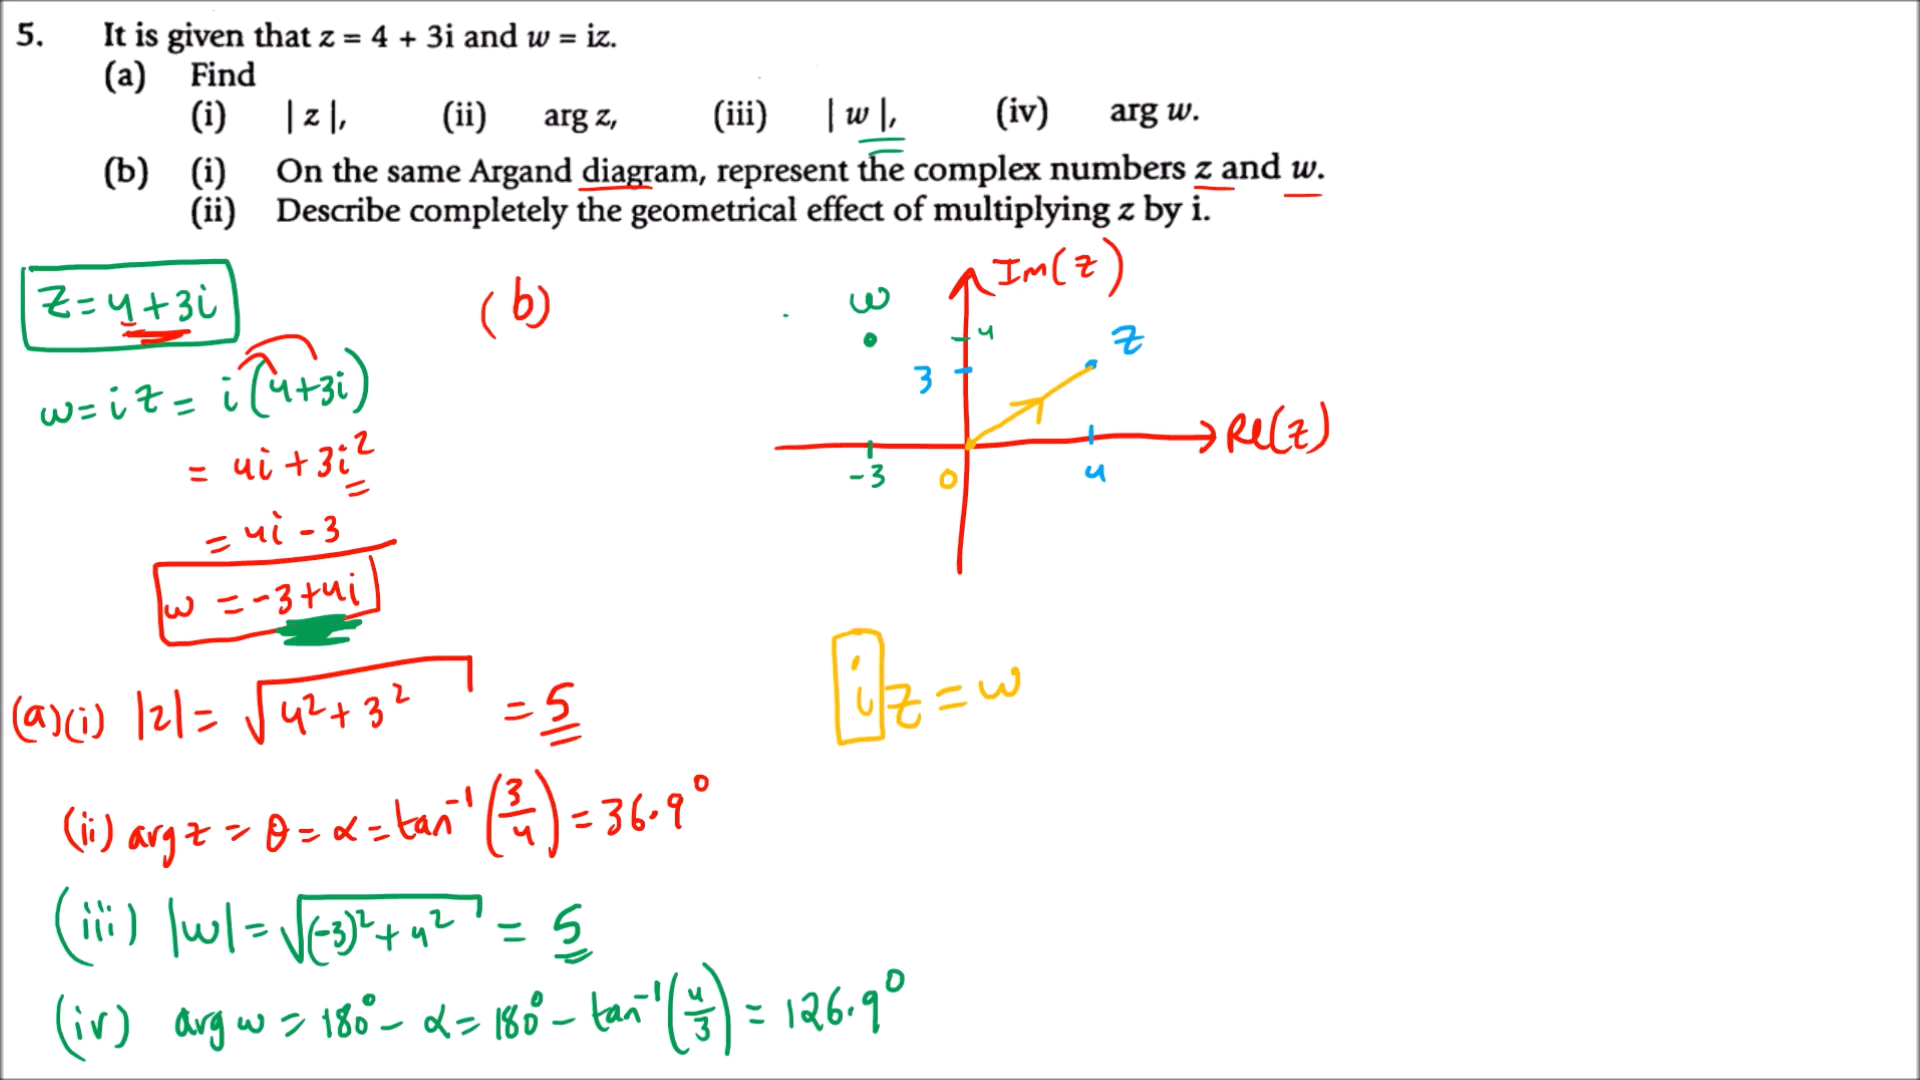 5. It is given that z = 4 + 3i and w = iz.
(a) Find
(i) | z |, (ii) arg z, (iii) | w |, (iv) arg w.
(b) (i) On the same Argand diagram, represent the complex numbers z and w.
(ii) Describe completely the geometrical effect of multiplying z by i.
z = 4+3i
w = i z = i(4+3i)
= 4i + 3i²
= 4i - 3
w = -3+4i
(a)(i) |z| = √4² + 3² = 5
(ii) arg z = θ = α = tan⁻¹(3/4) = 36.9°
(iii) |w| = √(-3)² + 4² = 5
(iv) arg w = 180° - α = 180° - tan⁻¹(4/3) = 126.9°
(b)
Im(z)
w
4
z
3
Re(z)
-3
0
4
i z = w